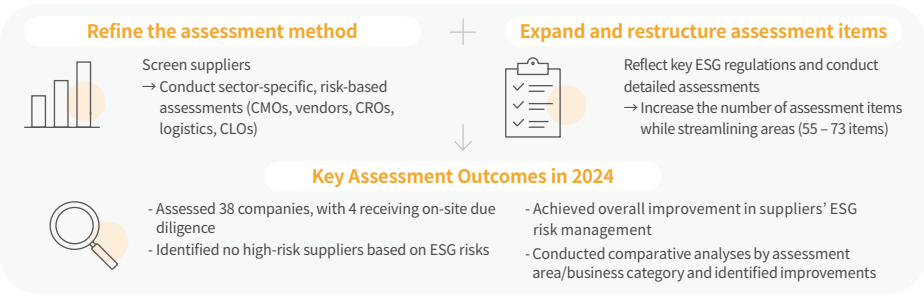 Refine the assessment method
Screen suppliers
→ Conduct sector-specific, risk-based
assessments (CMOs, vendors, CROs,
logistics, CLOs)
Expand and restructure assessment items
Reflect key ESG regulations and conduct
detailed assessments
→ Increase the number of assessment items
while streamlining areas (55 – 73 items)
Key Assessment Outcomes in 2024
- Assessed 38 companies, with 4 receiving on-site due
diligence
- Identified no high-risk suppliers based on ESG risks
- Achieved overall improvement in suppliers’ ESG
risk management
- Conducted comparative analyses by assessment
area/business category and identified improvements